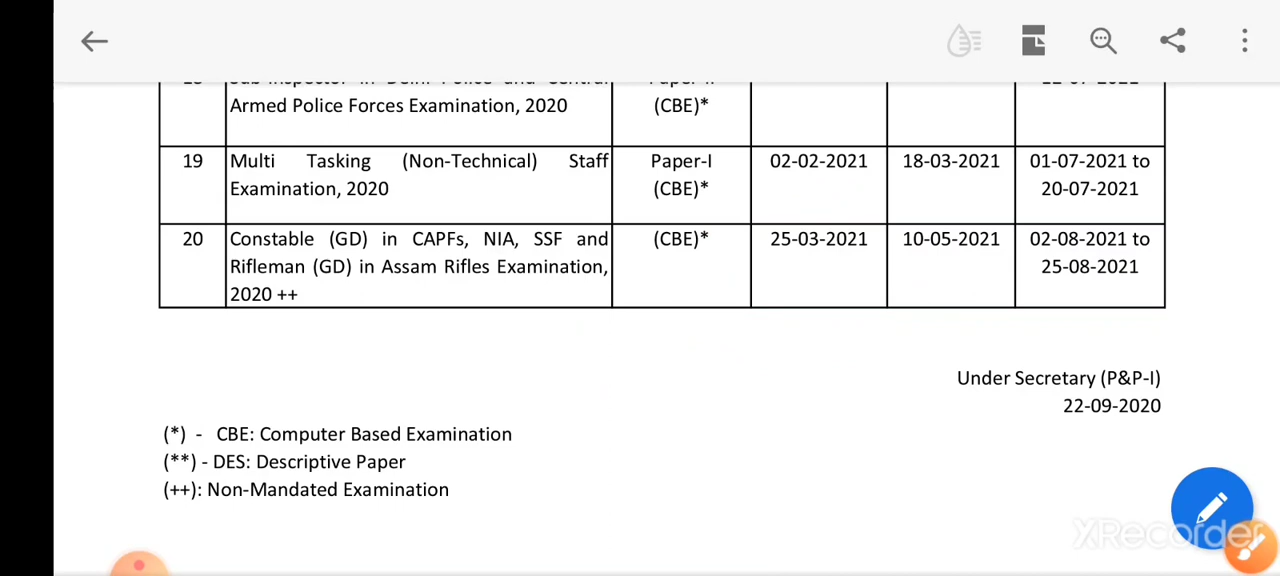 Armed Police Forces Examination, 2020
(CBE)*
19
Multi Tasking (Non-Technical) Staff
Examination, 2020
Paper-I
(CBE)*
02-02-2021
18-03-2021
01-07-2021 to
20-07-2021
20
Constable (GD) in CAPFs, NIA, SSF and
Rifleman (GD) in Assam Rifles Examination,
2020 ++
(CBE)*
25-03-2021
10-05-2021
02-08-2021 to
25-08-2021
Under Secretary (P&P-I)
22-09-2020
(*) - CBE: Computer Based Examination
(**) - DES: Descriptive Paper
(++): Non-Mandated Examination
XRecorder